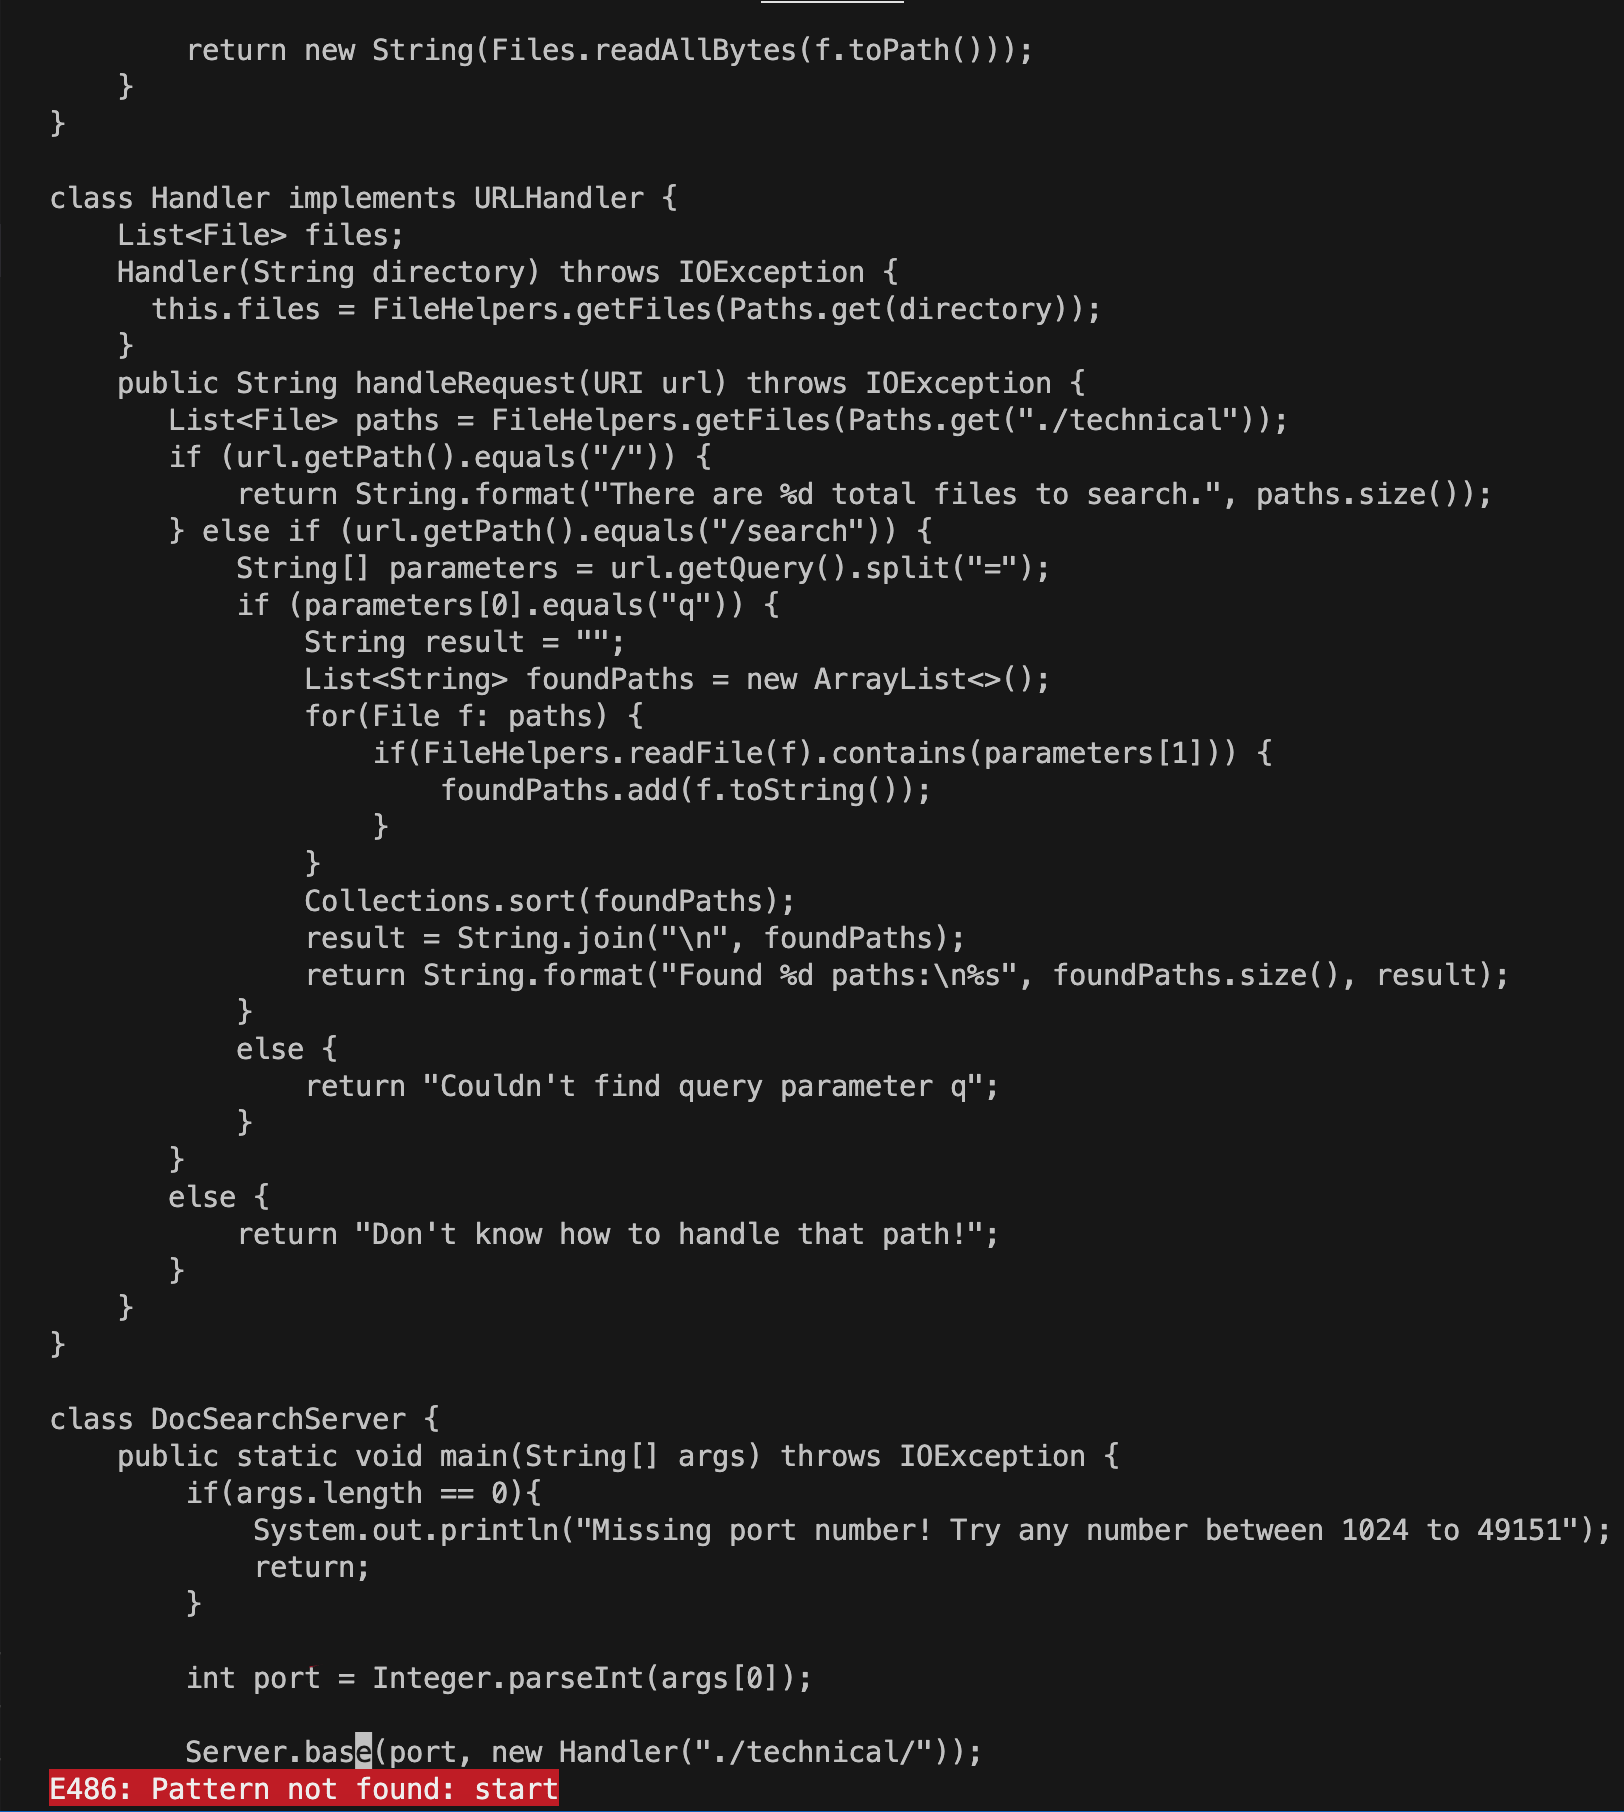 return new String(Files.readAllBytes(f.toPath()));
    }
}

class Handler implements URLHandler {
    List<File> files;
    Handler(String directory) throws IOException {
      this.files = FileHelpers.getFiles(Paths.get(directory));
    }
    public String handleRequest(URI url) throws IOException {
       List<File> paths = FileHelpers.getFiles(Paths.get("./technical"));
       if (url.getPath().equals("/")) {
           return String.format("There are %d total files to search.", paths.size());
       } else if (url.getPath().equals("/search")) {
           String[] parameters = url.getQuery().split("=");
           if (parameters[0].equals("q")) {
               String result = "";
               List<String> foundPaths = new ArrayList<>();
               for(File f: paths) {
                   if(FileHelpers.readFile(f).contains(parameters[1])) {
                       foundPaths.add(f.toString());
                   }
               }
               Collections.sort(foundPaths);
               result = String.join("\n", foundPaths);
               return String.format("Found %d paths:\n%s", foundPaths.size(), result);
           }
           else {
               return "Couldn't find query parameter q";
           }
       }
       else {
           return "Don't know how to handle that path!";
       }
    }
}

class DocSearchServer {
    public static void main(String[] args) throws IOException {
        if(args.length == 0){
            System.out.println("Missing port number! Try any number between 1024 to 49151");
            return;
        }

        int port = Integer.parseInt(args[0]);

        Server.base(port, new Handler("./technical/"));
E486: Pattern not found: start